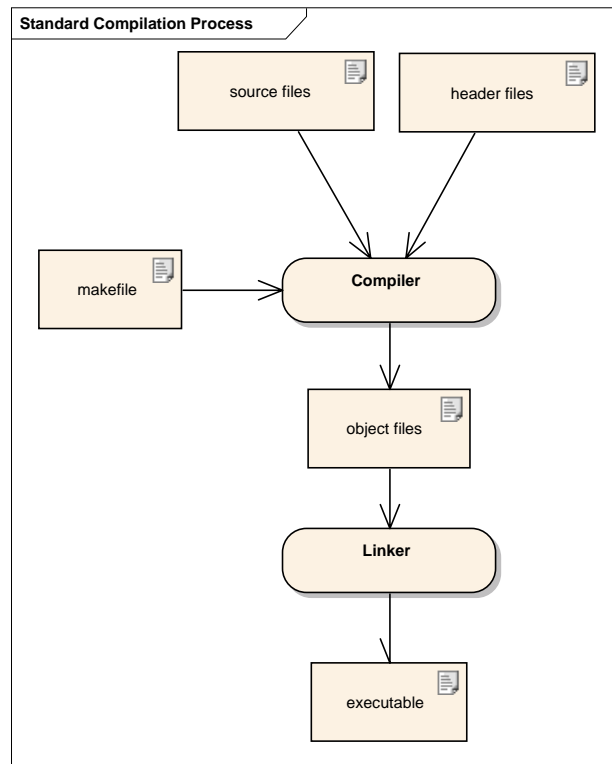 Standard Compilation Process
source files
header files
makefile
Compiler
object files
Linker
executable